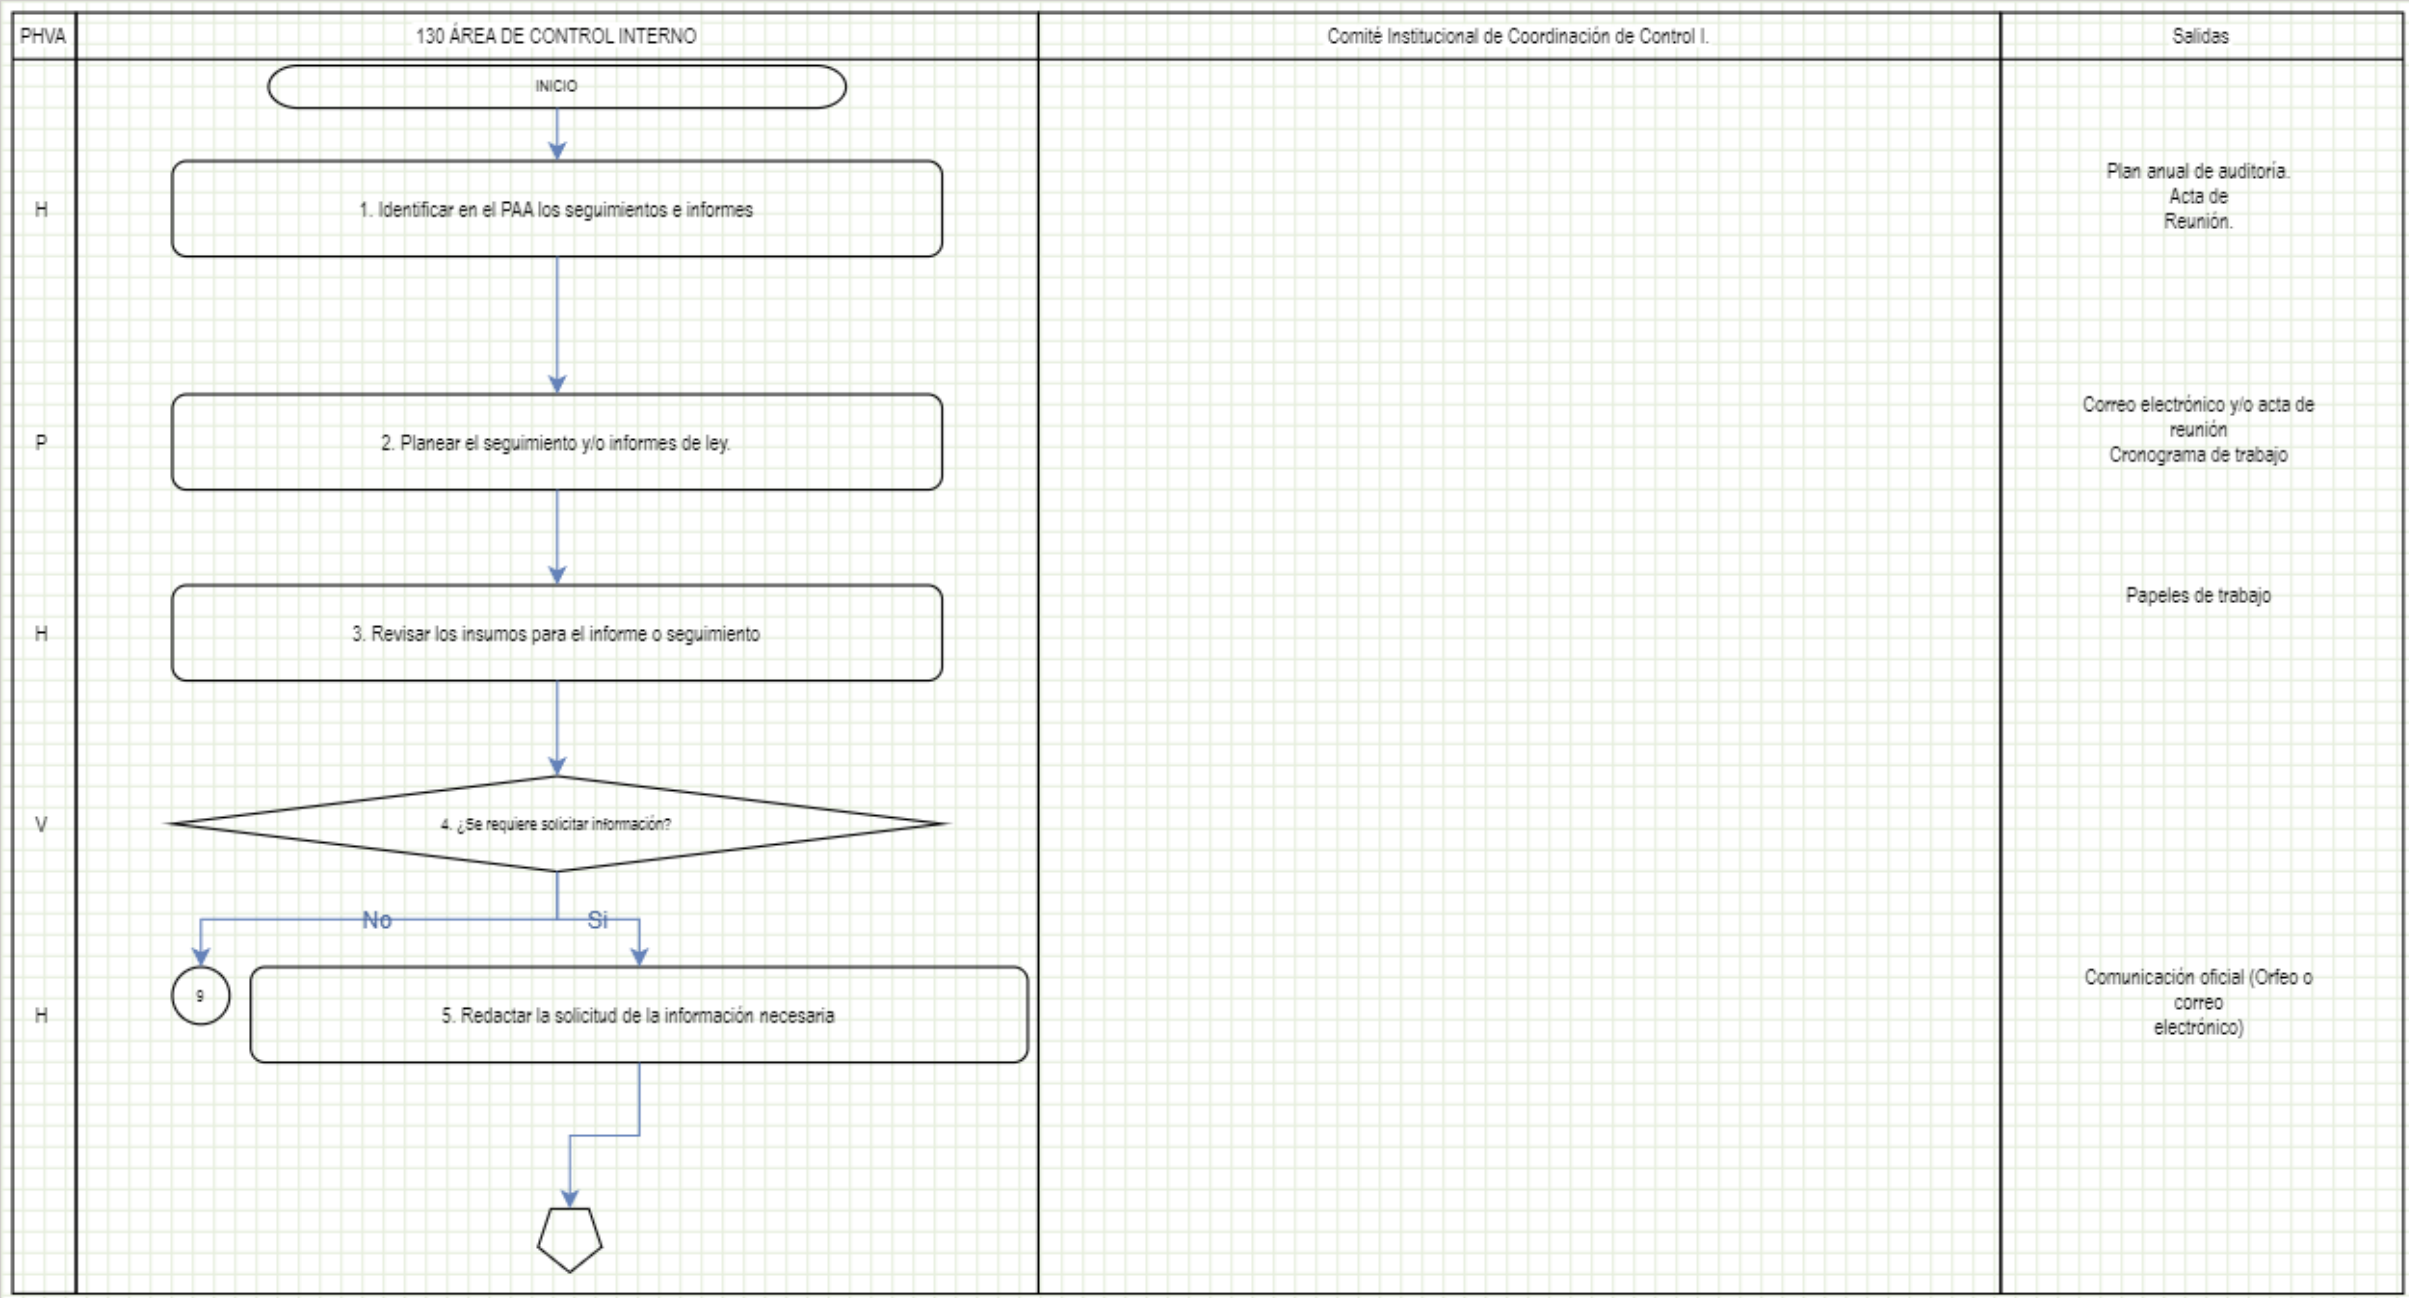 PHVA
130 ÁREA DE CONTROL INTERNO
Comité Institucional de Coordinación de Control I.
Salidas
INICIO
H
1. Identificar en el PAA los seguimientos e informes
Plan anual de auditoría.
Acta de
Reunión.
P
2. Planear el seguimiento y/o informes de ley.
Correo electrónico y/o acta de
reunión
Cronograma de trabajo
H
3. Revisar los insumos para el informe o seguimiento
Papeles de trabajo
V
4. ¿Se requiere solicitar información?
No
Si
H
9
5. Redactar la solicitud de la información necesaria
Comunicación oficial (Orfeo o
correo
electrónico)